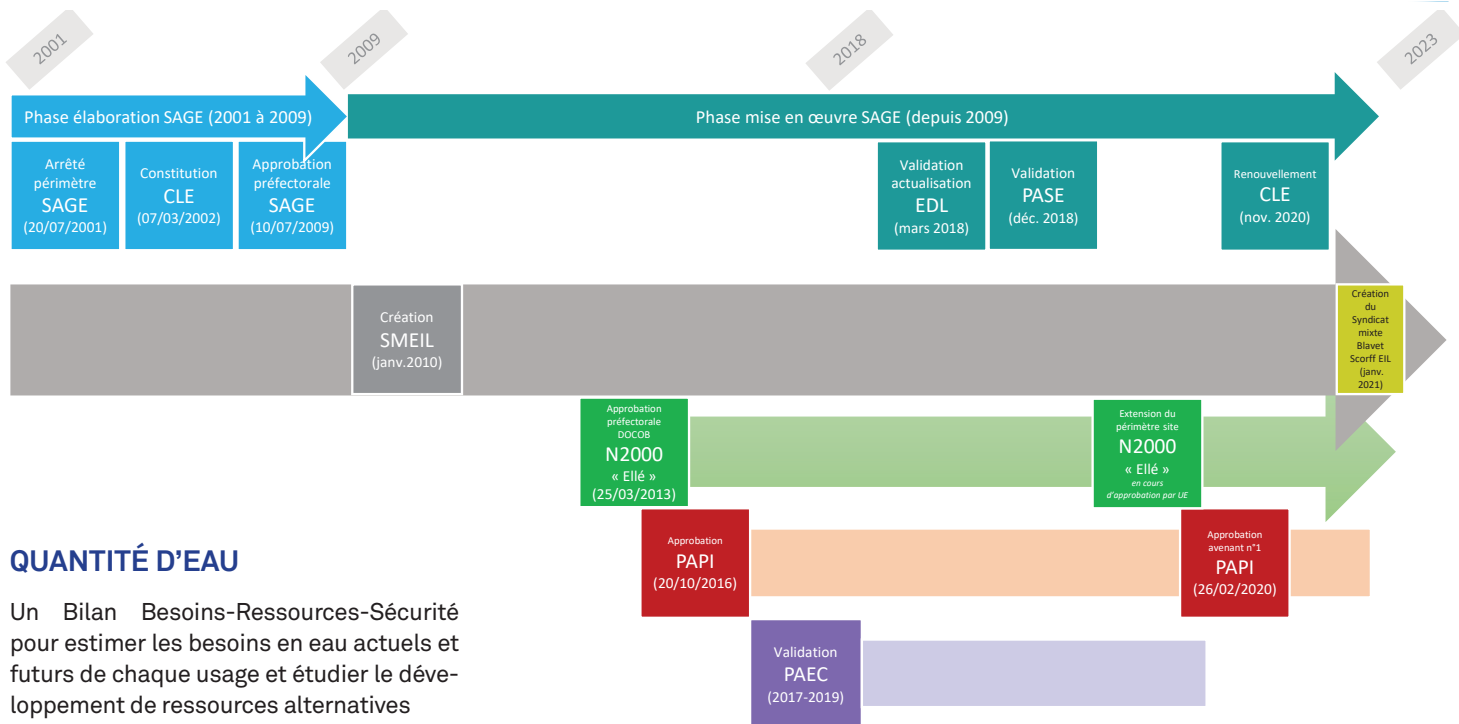 2001
2009
2018
2023
Phase élaboration SAGE (2001 à 2009)
Phase mise en œuvre SAGE (depuis 2009)
Arrêté
périmètre
SAGE
(20/07/2001)
Constitution
CLE
(07/03/2002)
Approbation
préfectorale
SAGE
(10/07/2009)
Validation
actualisation
EDL
(mars 2018)
Validation
PASE
(déc. 2018)
Renouvellement
CLE
(nov. 2020)
Création
SMEIL
(janv.2010)
Création
du
Syndicat
mixte
Blavet
Scorff EIL
(janv.
2021)
Approbation
préfectorale
DOCOB
N2000
« Ellé »
(25/03/2013)
Extension du
périmètre site
N2000
« Ellé »
en cours
d'approbation par UE
Approbation
PAPI
(20/10/2016)
Approbation
avenant n°1
PAPI
(26/02/2020)
Validation
PAEC
(2017-2019)
QUANTITÉ D'EAU
Un Bilan Besoins-Ressources-Sécurité
pour estimer les besoins en eau actuels et
futurs de chaque usage et étudier le déve-
loppement de ressources alternatives